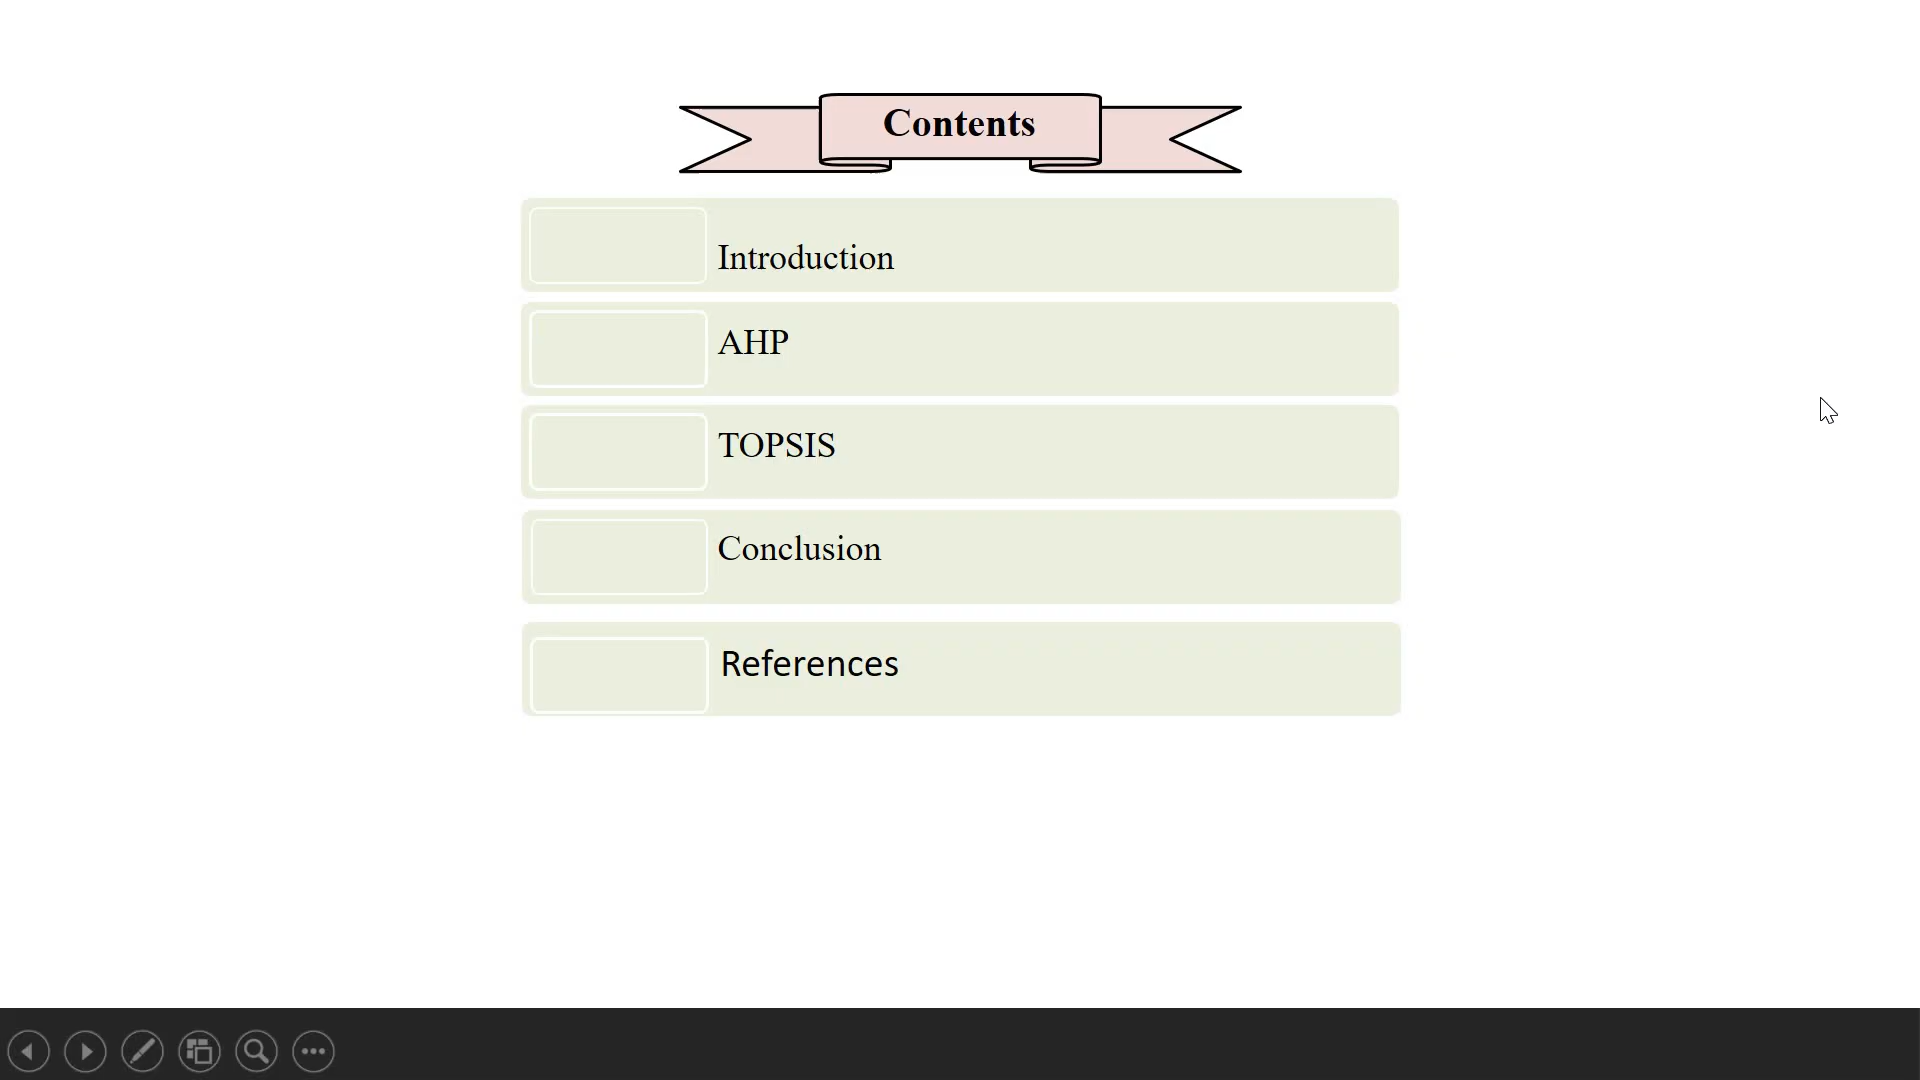 Contents
Introduction
AHP
TOPSIS
Conclusion
References